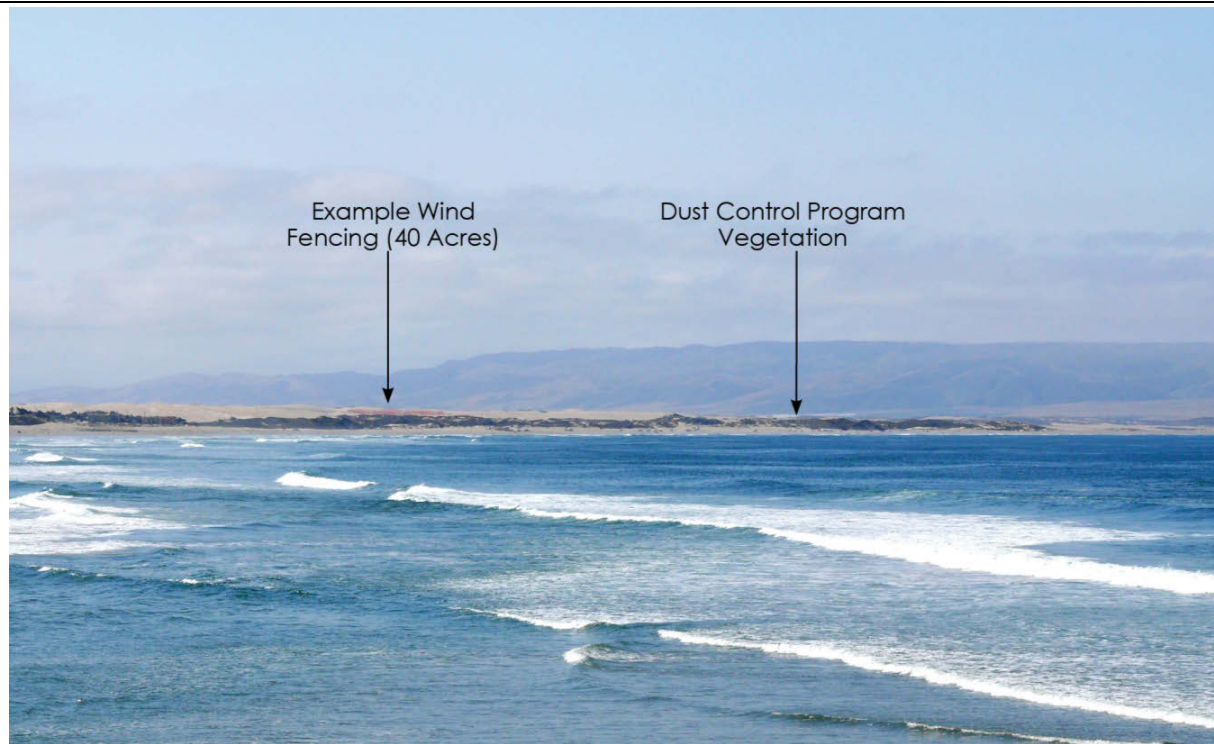 Example Wind
Fencing (40 Acres)
Dust Control Program
Vegetation